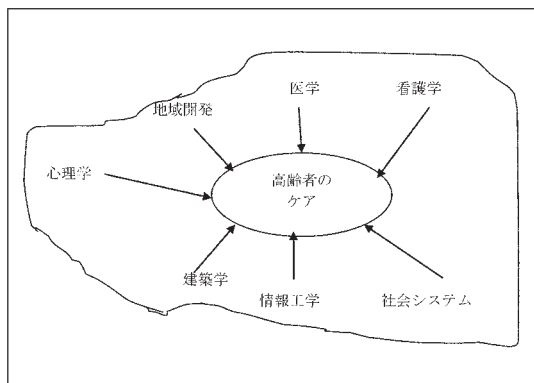 医学
看護学
地域開発
心理学
高齢者の
ケア
建築学
情報工学
社会システム